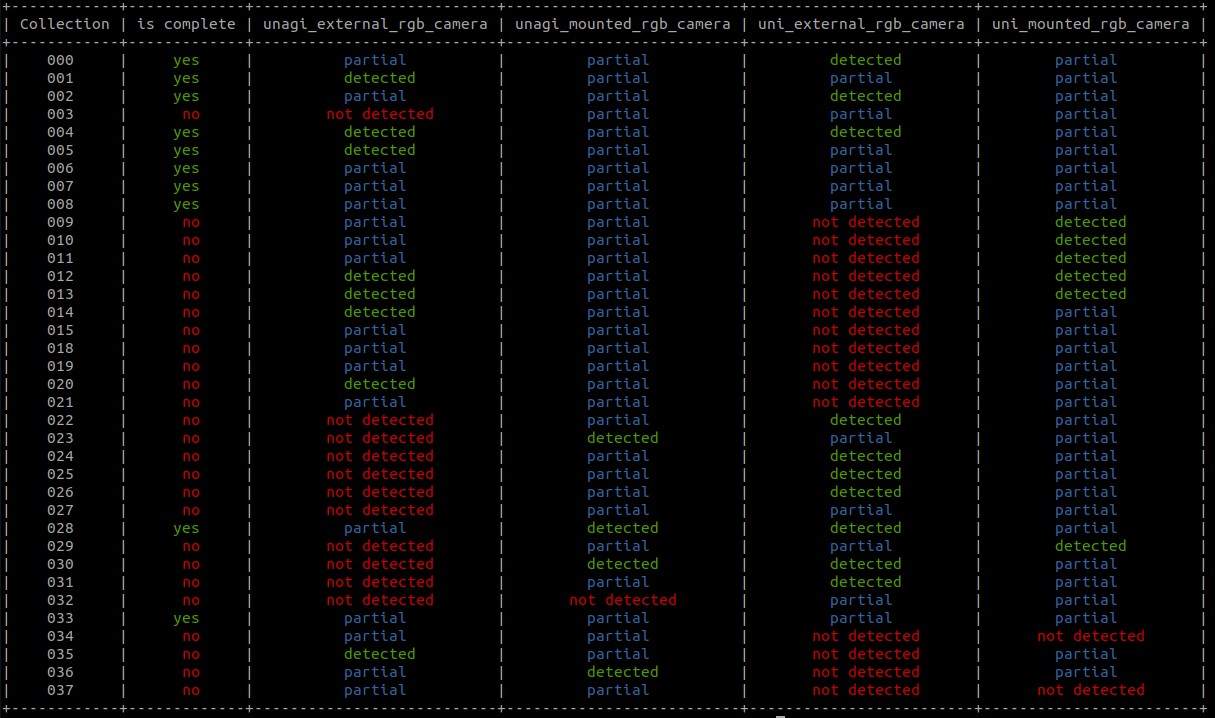 +------------+-------------+---------------------------+--------------------------+-------------------------+------------------------+
| Collection | is complete | unagi_external_rgb_camera | unagi_mounted_rgb_camera | uni_external_rgb_camera | uni_mounted_rgb_camera |
+------------+-------------+---------------------------+--------------------------+-------------------------+------------------------+
| 000 | yes | partial | partial | detected | partial |
| 001 | yes | detected | partial | partial | partial |
| 002 | yes | partial | partial | detected | partial |
| 003 | no | not detected | partial | partial | partial |
| 004 | yes | detected | partial | detected | partial |
| 005 | yes | detected | partial | partial | partial |
| 006 | yes | partial | partial | partial | partial |
| 007 | yes | partial | partial | partial | partial |
| 008 | yes | partial | partial | partial | partial |
| 009 | no | partial | partial | not detected | detected |
| 010 | no | partial | partial | not detected | detected |
| 011 | no | partial | partial | not detected | detected |
| 012 | no | detected | partial | not detected | detected |
| 013 | no | detected | partial | not detected | detected |
| 014 | no | detected | partial | not detected | partial |
| 015 | no | partial | partial | not detected | partial |
| 018 | no | partial | partial | not detected | partial |
| 019 | no | partial | partial | not detected | partial |
| 020 | no | detected | partial | not detected | partial |
| 021 | no | partial | partial | not detected | partial |
| 022 | no | not detected | partial | detected | partial |
| 023 | no | not detected | detected | partial | partial |
| 024 | no | not detected | partial | detected | partial |
| 025 | no | not detected | partial | detected | partial |
| 026 | no | not detected | partial | detected | partial |
| 027 | no | not detected | partial | partial | partial |
| 028 | yes | partial | detected | detected | partial |
| 029 | no | not detected | partial | partial | detected |
| 030 | no | not detected | detected | detected | partial |
| 031 | no | not detected | partial | detected | partial |
| 032 | no | not detected | not detected | partial | partial |
| 033 | yes | partial | partial | partial | partial |
| 034 | no | partial | partial | not detected | not detected |
| 035 | no | detected | partial | not detected | partial |
| 036 | no | partial | detected | not detected | partial |
| 037 | no | partial | partial | not detected | not detected |
+------------+-------------+---------------------------+--------------------------+-------------------------+------------------------+